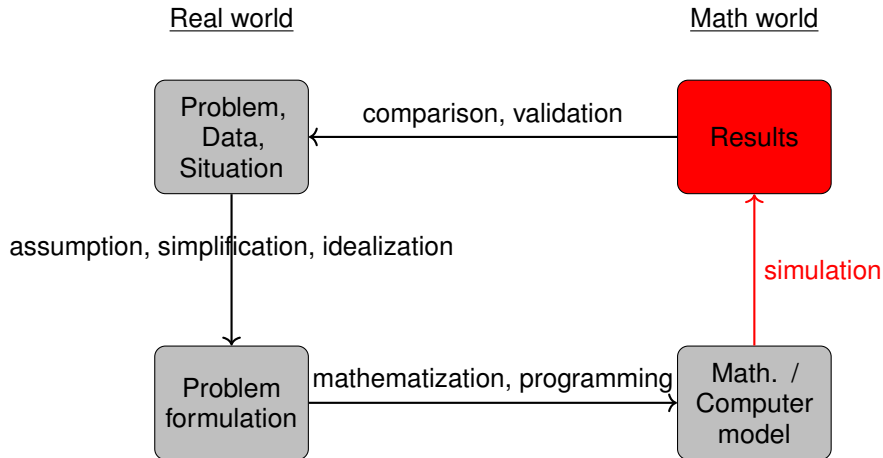 Real world
Math world
Problem,
Data,
Situation
comparison, validation
Results
assumption, simplification, idealization
simulation
Problem
formulation
mathematization, programming
Math. /
Computer
model